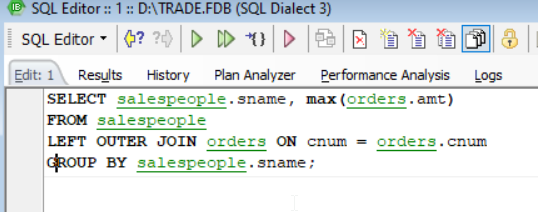 SQL Editor :: 1 :: D:\TRADE.FDB (SQL Dialect 3)
SQL Editor
Edit: 1 Results History Plan Analyzer Performance Analysis Logs
SELECT salespeople.sname, max(orders.amt)
FROM salespeople
LEFT OUTER JOIN orders ON cnum = orders.cnum
GROUP BY salespeople.sname;